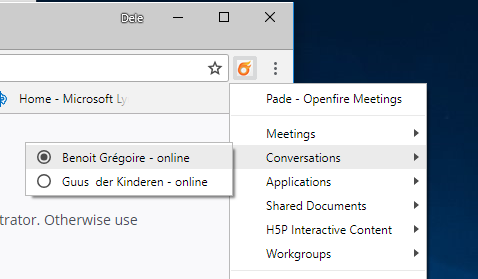 Dele
Home - Microsoft Ly
Pade - Openfire Meetings
Meetings
Conversations
Benoit Grégoire - online
Guus der Kinderen - online
Applications
Shared Documents
H5P Interactive Content
Workgroups
trator. Otherwise use